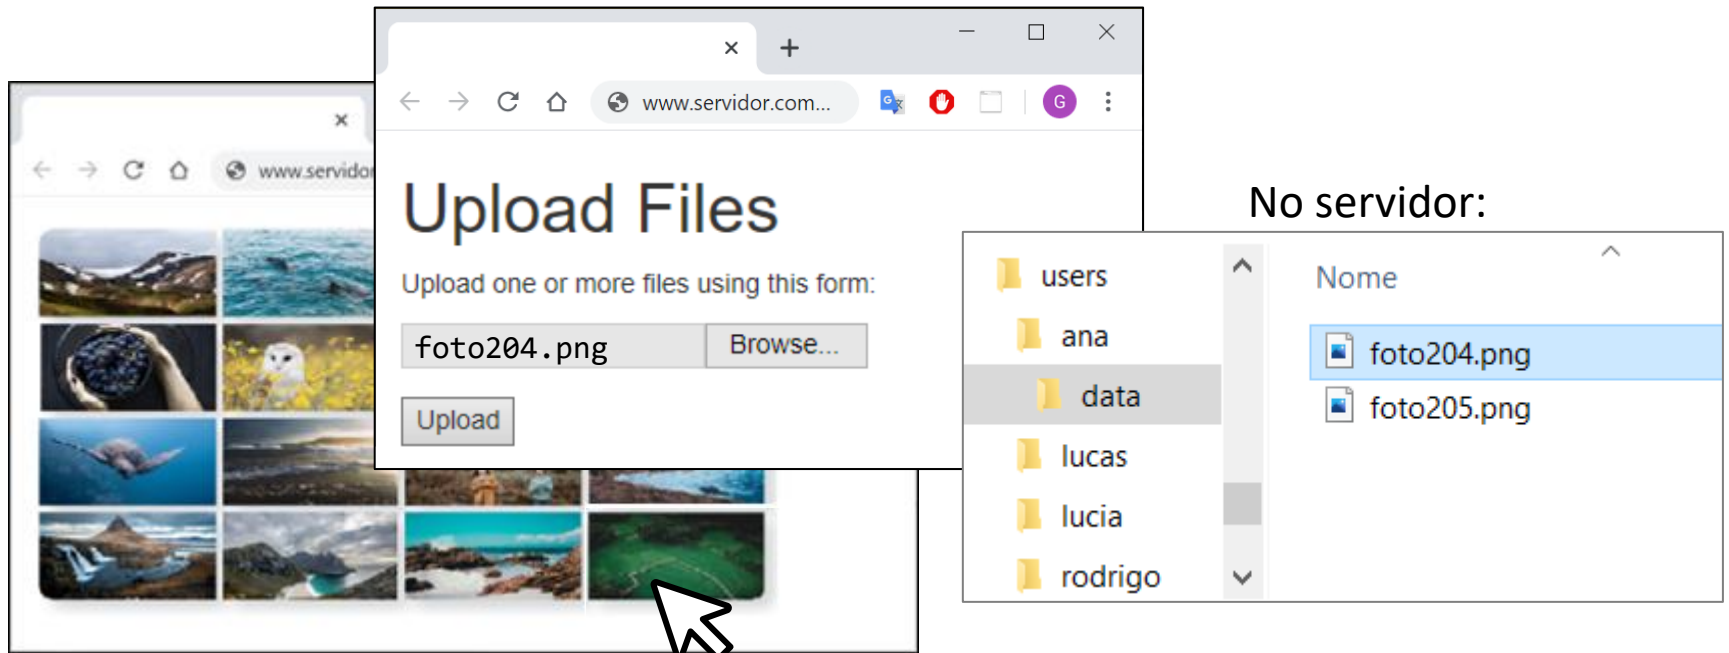 www.servidor.com...
G
www.servidor
Upload Files
Upload one or more files using this form:
foto204.png
Browse...
Upload
No servidor:
users
ana
data
lucas
lucia
rodrigo
Nome
foto204.png
foto205.png